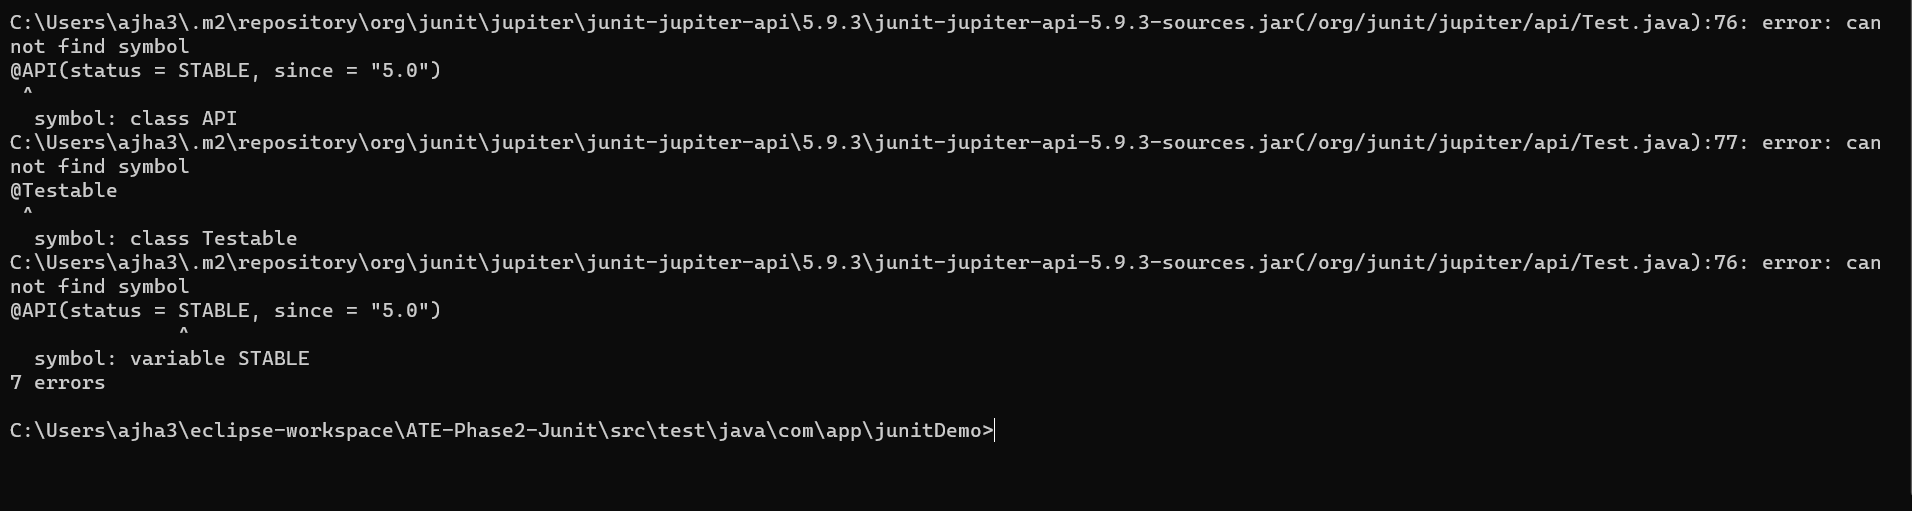 C:\Users\ajha3\.m2\repository\org\junit\jupiter\junit-jupiter-api\5.9.3\junit-jupiter-api-5.9.3-sources.jar(/org/junit/jupiter/api/Test.java):76: error: can
not find symbol
@API(status = STABLE, since = "5.0")
 ^
  symbol: class API
C:\Users\ajha3\.m2\repository\org\junit\jupiter\junit-jupiter-api\5.9.3\junit-jupiter-api-5.9.3-sources.jar(/org/junit/jupiter/api/Test.java):77: error: can
not find symbol
@Testable
 ^
  symbol: class Testable
C:\Users\ajha3\.m2\repository\org\junit\jupiter\junit-jupiter-api\5.9.3\junit-jupiter-api-5.9.3-sources.jar(/org/junit/jupiter/api/Test.java):76: error: can
not find symbol
@API(status = STABLE, since = "5.0")
              ^
  symbol: variable STABLE
7 errors

C:\Users\ajha3\eclipse-workspace\ATE-Phase2-Junit\src\test\java\com\app\junitDemo>